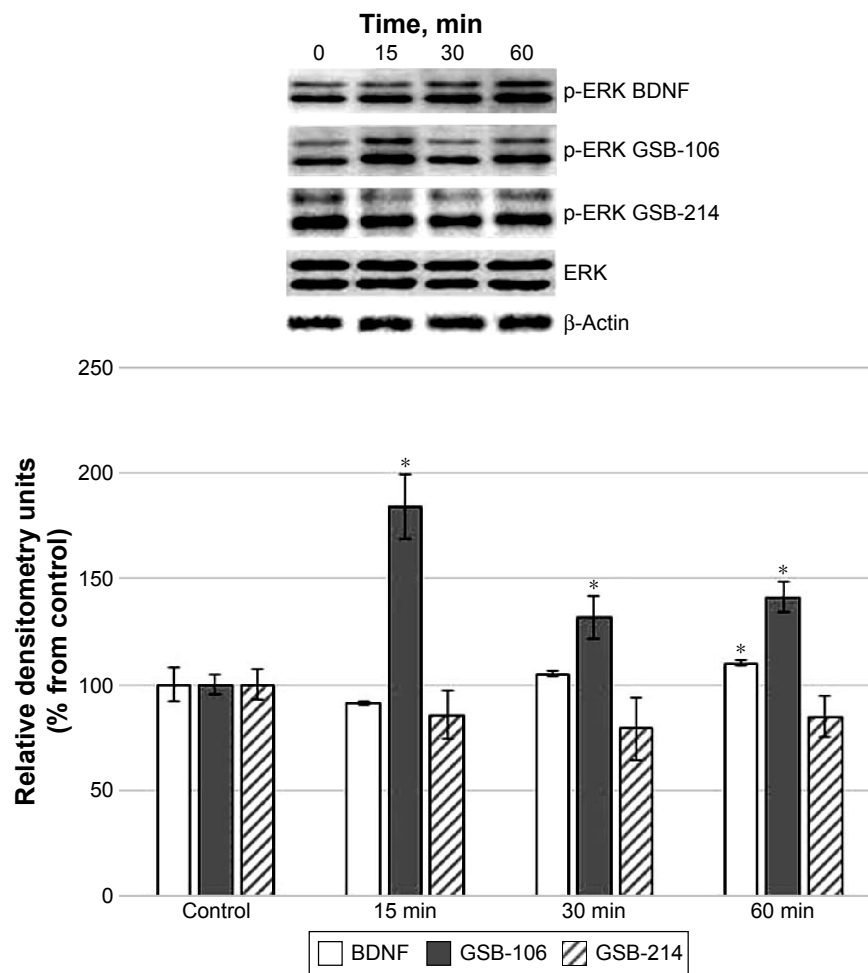 Time, min
0 15 30 60
p-ERK BDNF
p-ERK GSB-106
p-ERK GSB-214
ERK
β-Actin
Relative densitometry units
(% from control)
250
200
150
100
50
0
*
*
*
*
Control 15 min 30 min 60 min
BDNF GSB-106 GSB-214